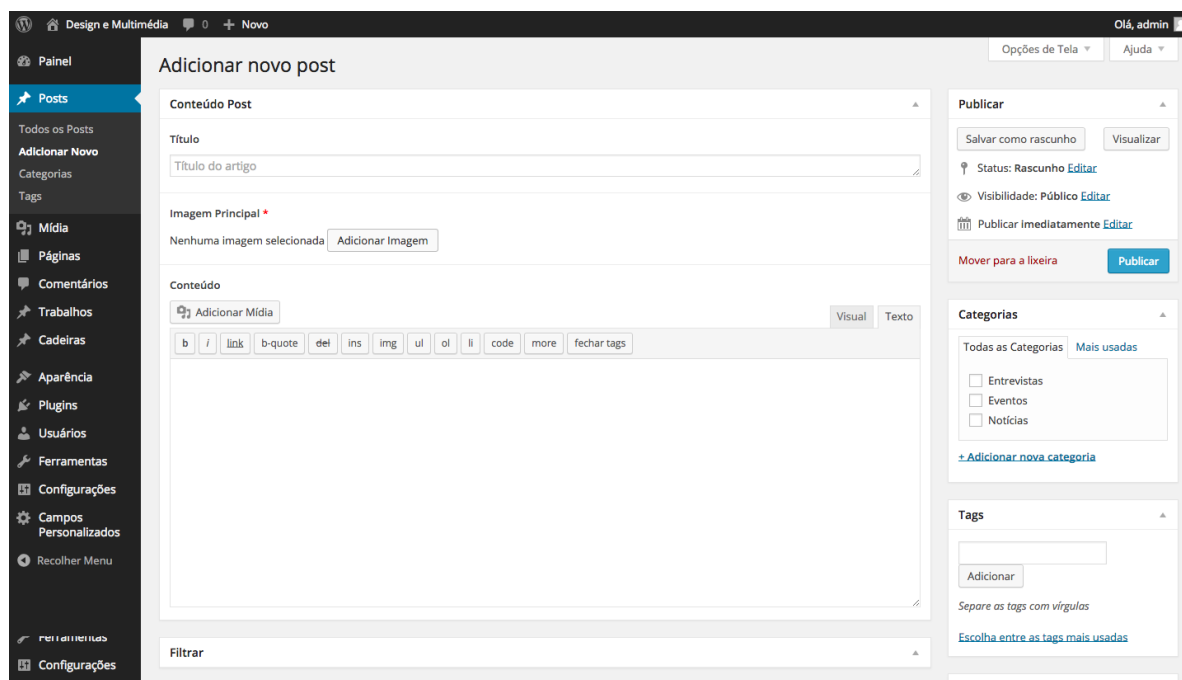 Design e Multimédia 0 + Novo
Olá, admin
Opções de Tela
Ajuda
Painel
Posts
Todos os Posts
Adicionar Novo
Categorias
Tags
Mídia
Páginas
Comentários
Trabalhos
Cadeiras
Aparência
Plugins
Usuários
Ferramentas
Configurações
Campos
Personalizados
Recolher Menu
Ferramentas
Configurações
Adicionar novo post
Conteúdo Post
Título
Título do artigo
Imagem Principal *
Nenhuma imagem selecionada Adicionar Imagem
Conteúdo
Adicionar Mídia
Visual Texto
b i link b-quote del ins img ul ol li code more fechar tags
Filtrar
Publicar
Salvar como rascunho Visualizar
Status: Rascunho Editar
Visibilidade: Público Editar
Publicar imediatamente Editar
Mover para a lixeira Publicar
Categorias
Todas as Categorias Mais usadas
Entrevistas
Eventos
Notícias
+ Adicionar nova categoria
Tags
Adicionar
Separe as tags com vírgulas
Escolha entre as tags mais usadas